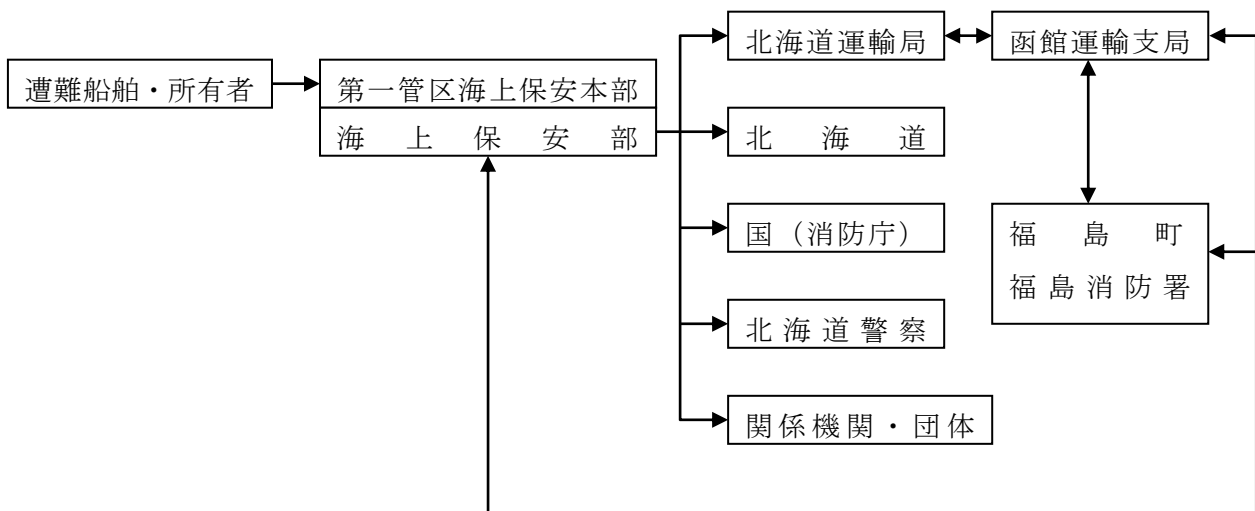 北海道運輸局
函館運輸支局
遭難船舶・所有者
第一管区海上保安本部
海上保安部
北海道
国（消防庁）
福島町
福島消防署
北海道警察
関係機関・団体